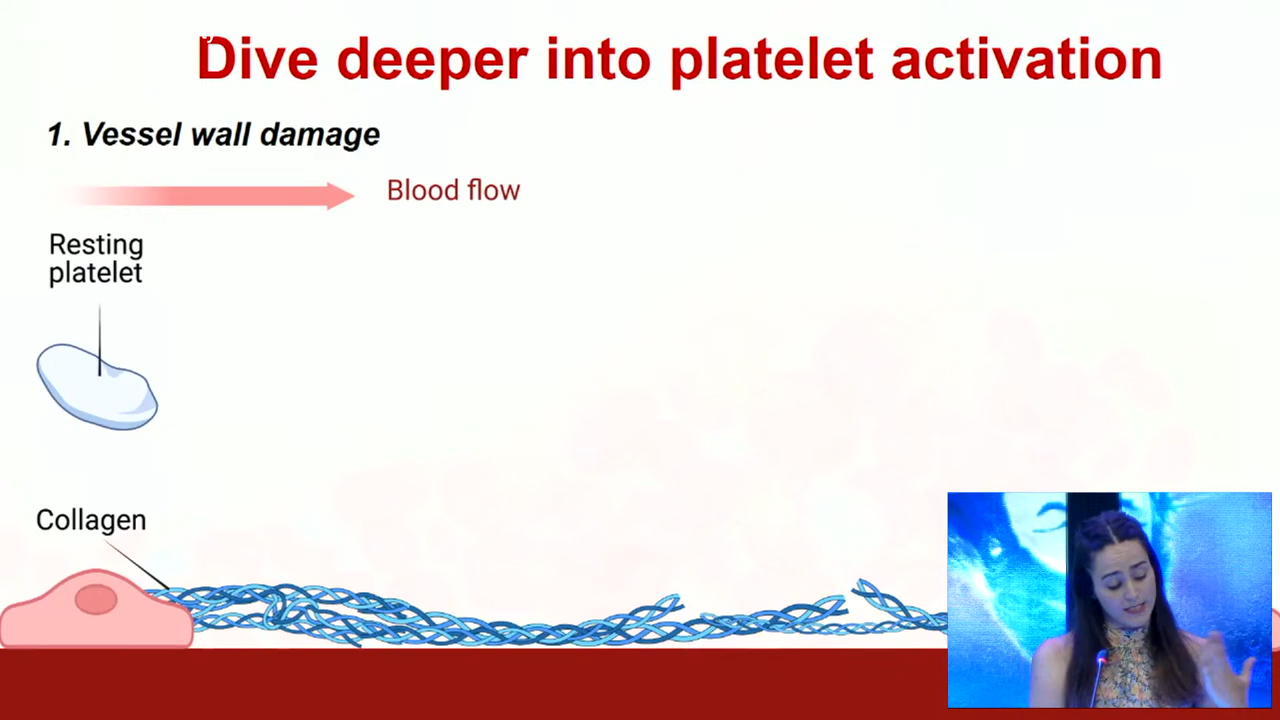 Dive deeper into platelet activation
1. Vessel wall damage
Blood flow
Resting
platelet
Collagen